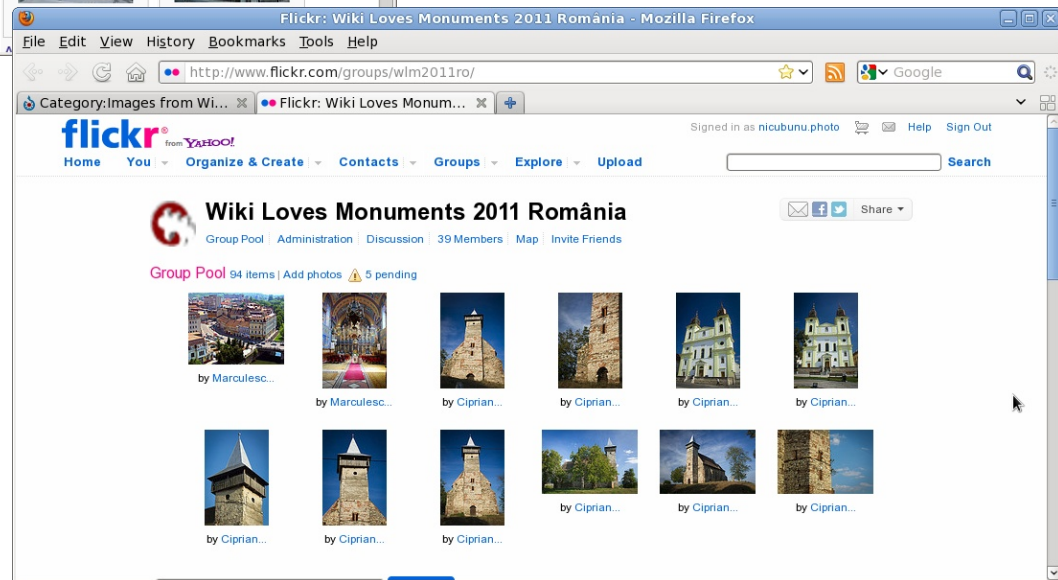 Flickr: Wiki Loves Monuments 2011 România - Mozilla Firefox
File Edit View History Bookmarks Tools Help
http://www.flickr.com/groups/wlm2011ro/
Google
Category:Images from Wi...
Flickr: Wiki Loves Monum...
flickr® from YAHOO!
Signed in as nicubunu.photo Help Sign Out
Home You Organize & Create Contacts Groups Explore Upload Search
Wiki Loves Monuments 2011 România
Share
Group Pool Administration Discussion 39 Members Map Invite Friends
Group Pool 94 items | Add photos 5 pending
by Marculesc...
by Marculesc... by Ciprian... by Ciprian... by Ciprian... by Ciprian...
by Ciprian... by Ciprian... by Ciprian...
by Ciprian... by Ciprian... by Ciprian...